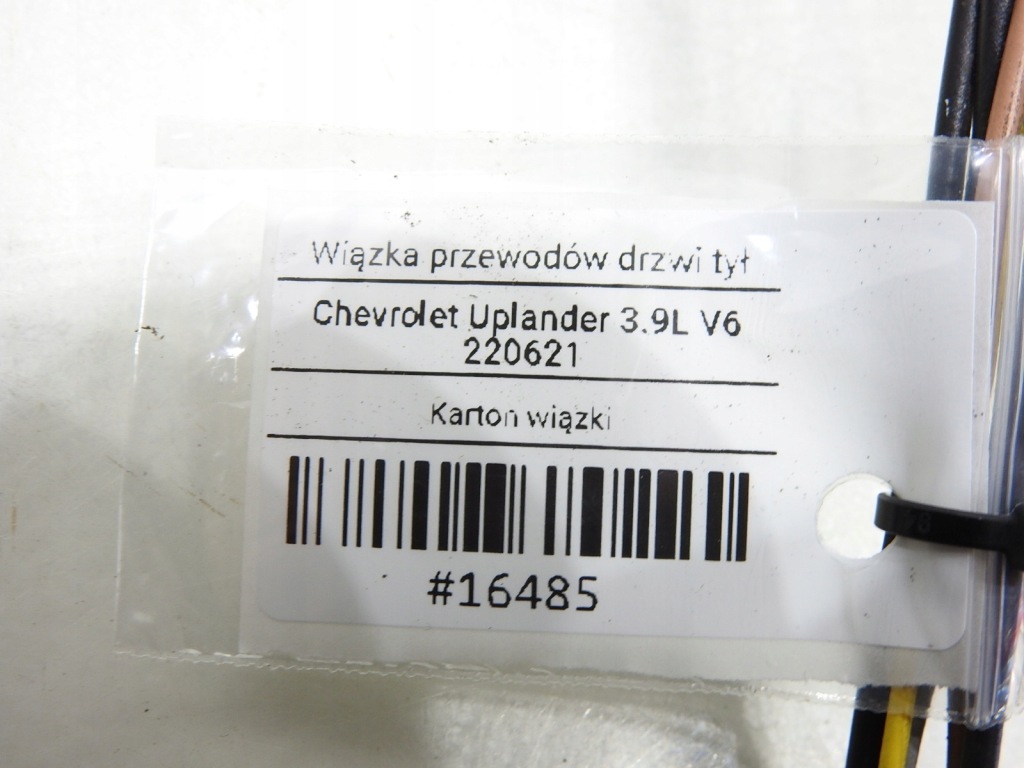 Wiązka przewodów drzwi tył
Chevrolet Uplander 3.9L V6
220621
Karton wiązki
#16485